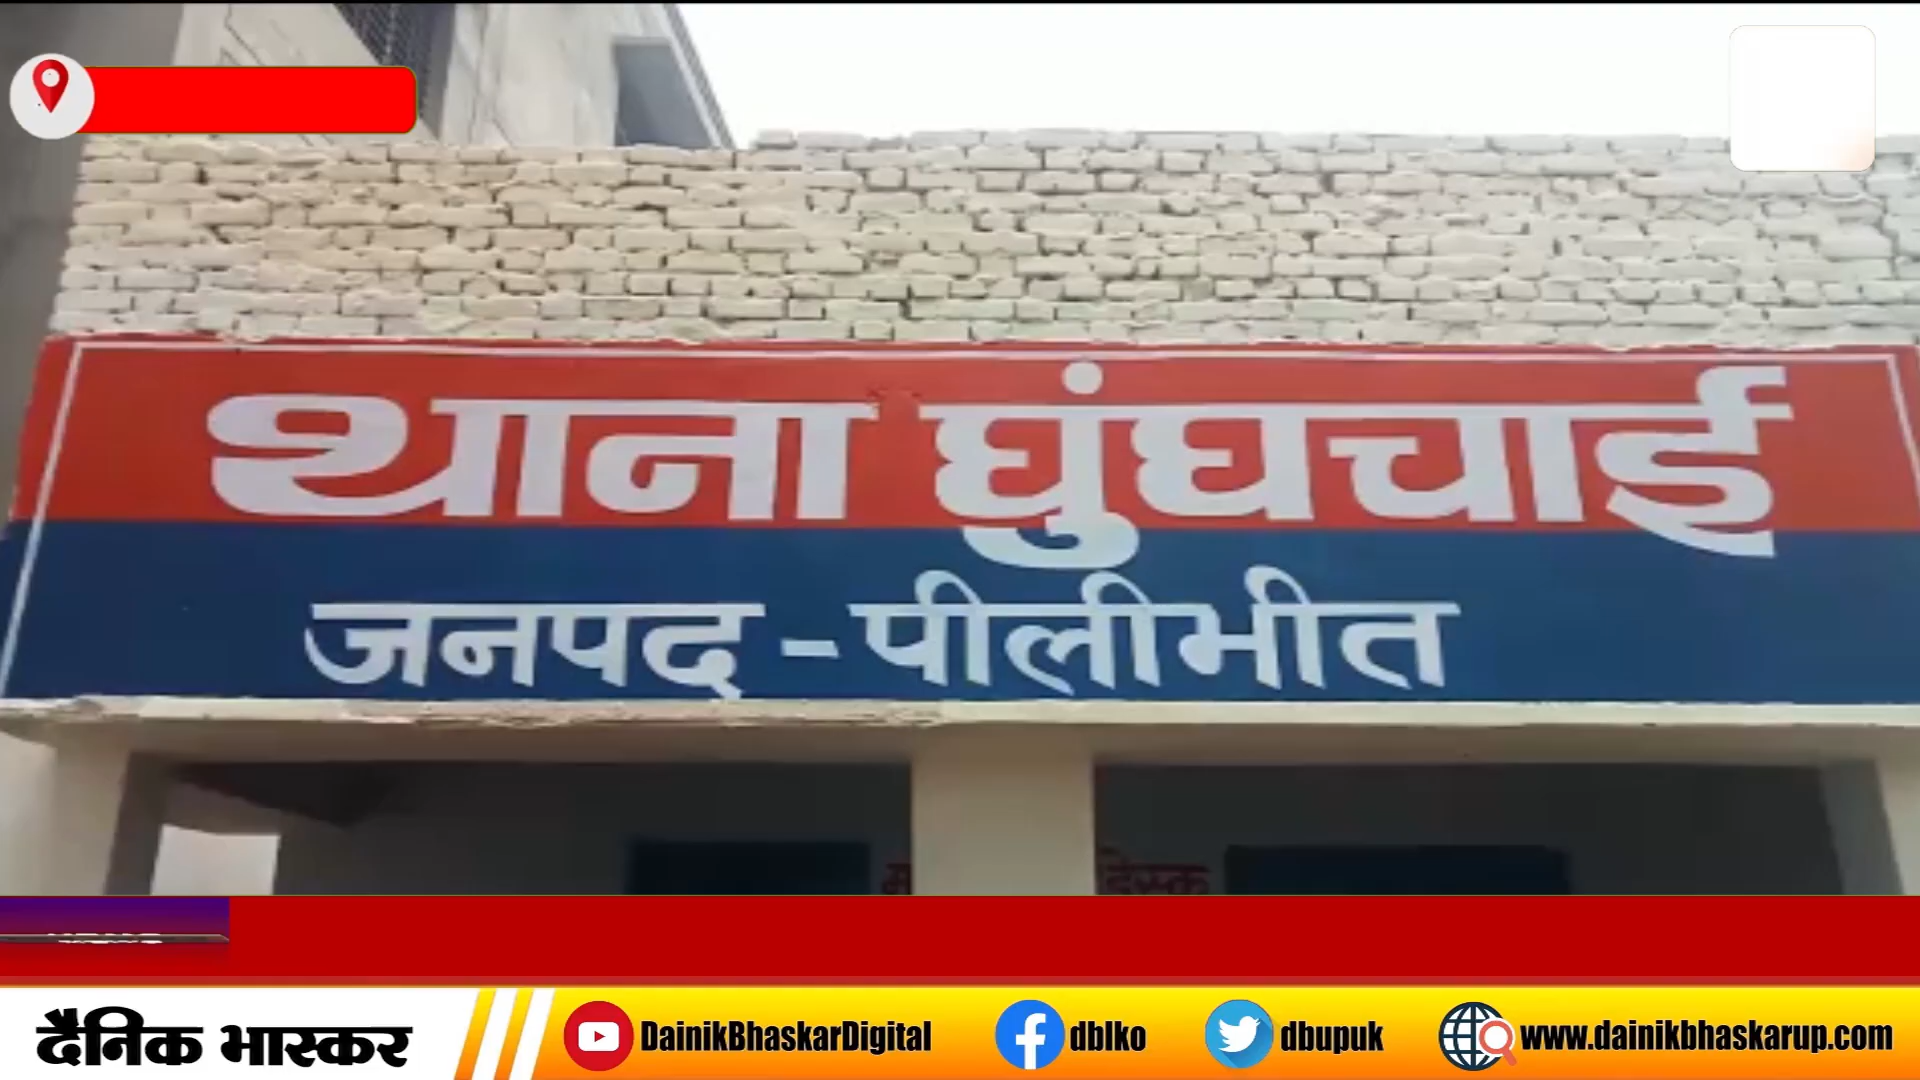 थाना घुंघचाई
जनपद - पीलीभीत
डेस्क
दैनिक भास्कर DainikBhaskarDigital dblko dbupuk www.dainikbhaskarup.com